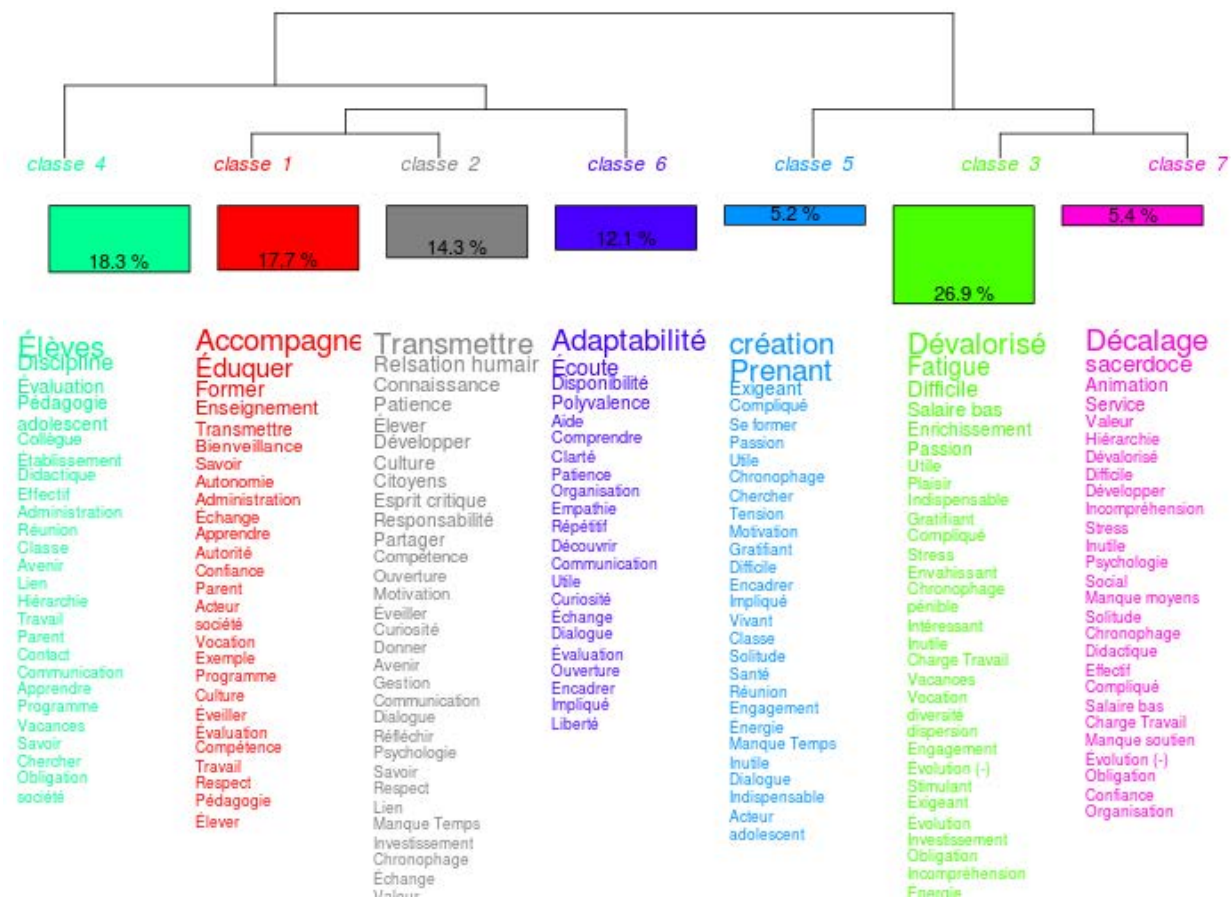 classe 4
classe 1
classe 2
classe 6
classe 5
classe 3
classe 7
18.3 %
17.7 %
14.3 %
12.1 %
5.2 %
26.9 %
5.4 %
Élèves
Discipline
Évaluation
Pédagogie
adolescent
Collègue
Établissement
Didactique
Effectif
Administration
Réunion
Classe
Avenir
Lien
Hiérarchie
Travail
Parent
Contact
Communication
Apprendre
Programme
Vacances
Savoir
Chercher
Obligation
société
Accompagne
Éduquer
Former
Enseignement
Transmettre
Bienveillance
Savoir
Autonomie
Administration
Échange
Apprendre
Autorité
Confiance
Parent
Acteur
société
Vocation
Exemple
Programme
Culture
Éveiller
Évaluation
Compétence
Travail
Respect
Pédagogie
Élever
Transmettre
Relsation humair
Connaissance
Patience
Élever
Développer
Culture
Citoyens
Esprit critique
Responsabilité
Partager
Compétence
Ouverture
Motivation
Éveiller
Curiosité
Donner
Avenir
Gestion
Communication
Dialogue
Réfléchir
Psychologie
Savoir
Respect
Lien
Manque Temps
Investissement
Chronophage
Échange
Valeur
Adaptabilité
Écoute
Disponibilité
Polyvalence
Aide
Comprendre
Clarté
Patience
Organisation
Empathie
Répétitif
Découvrir
Communication
Utile
Curiosité
Échange
Dialogue
Évaluation
Ouverture
Encadrer
Impliqué
Liberté
création
Prenant
Exigeant
Compliqué
Se former
Passion
Utile
Chronophage
Chercher
Tension
Motivation
Gratifiant
Difficile
Encadrer
Impliqué
Vivant
Classe
Solitude
Santé
Réunion
Engagement
Énergie
Manque Temps
Inutile
Dialogue
Indispensable
Acteur
adolescent
Dévalorisé
Fatigue
Difficile
Salaire bas
Enrichissement
Passion
Utile
Plaisir
Indispensable
Gratifiant
Compliqué
Stress
Envahissant
Chronophage
pénible
Intéressant
Inutile
Charge Travail
Vacances
Vocation
diversité
dispersion
Engagement
Évolution (-)
Stimulant
Exigeant
Évolution
Investissement
Obligation
Incompréhension
Énergie
Décalage
sacerdoce
Animation
Service
Valeur
Hiérarchie
Dévalorisé
Difficile
Développer
Incompréhension
Stress
Inutile
Psychologie
Social
Manque moyens
Solitude
Chronophage
Didactique
Effectif
Compliqué
Salaire bas
Charge Travail
Manque soutien
Évolution (-)
Obligation
Confiance
Organisation